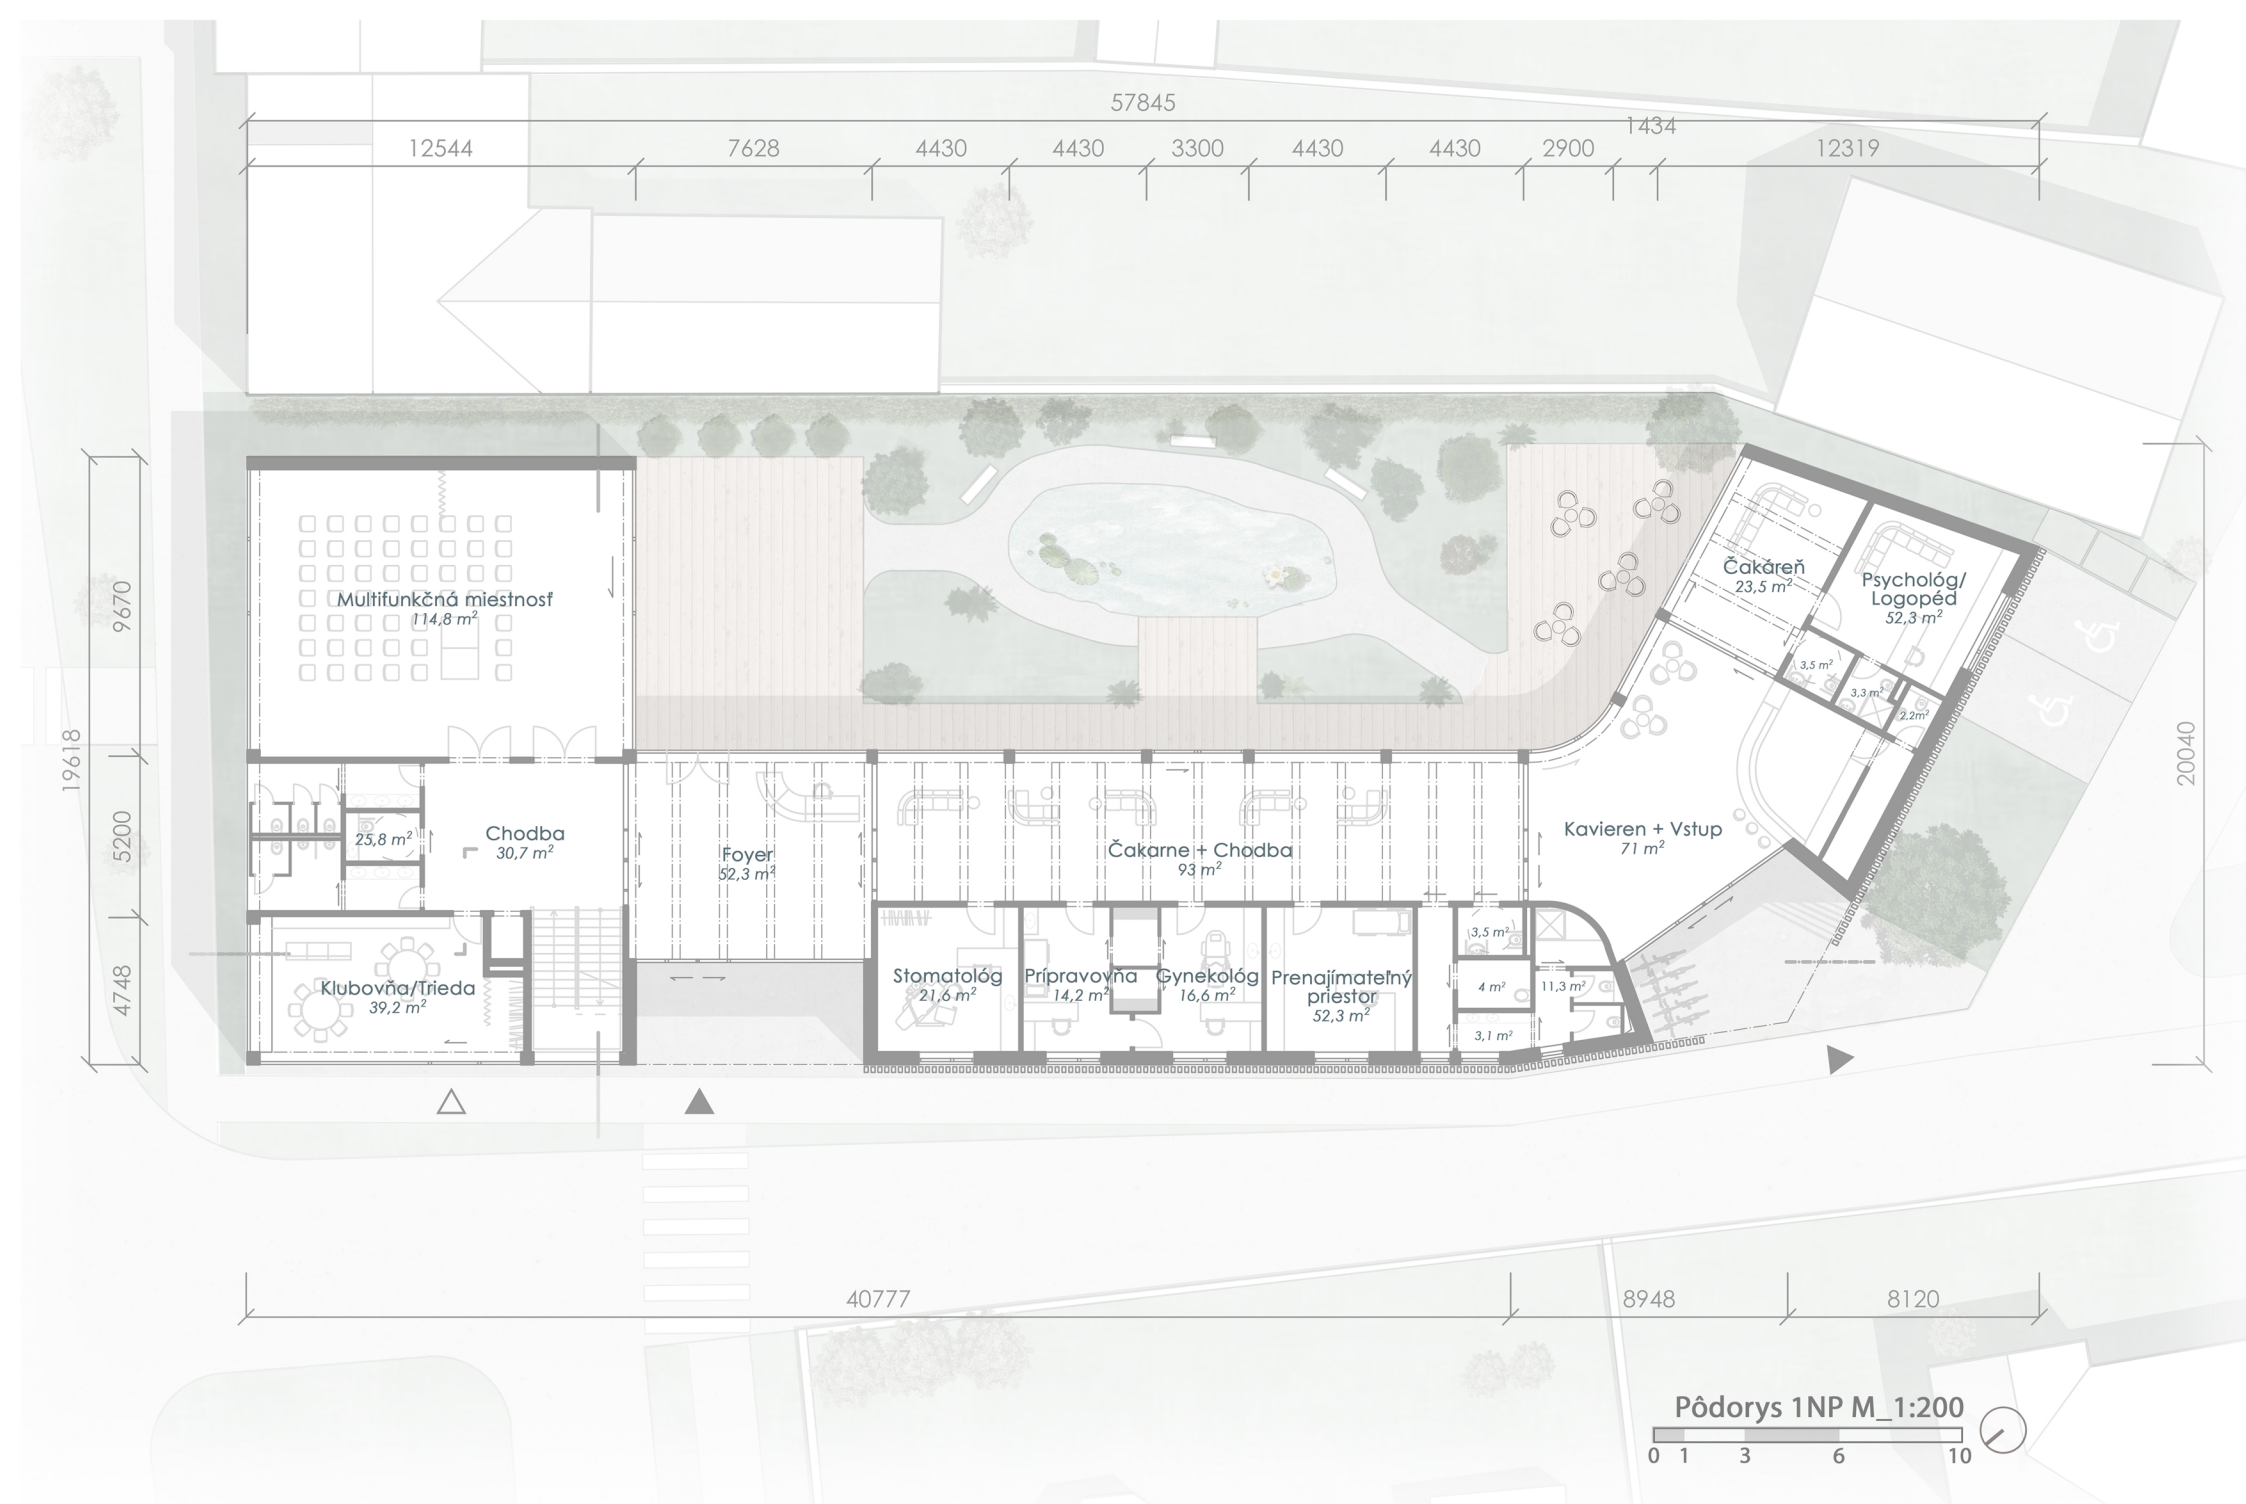 57845
1434
12544 7628 4430 4430 3300 4430 4430 2900 12319
9670
19618
5200
4748
20040
Multifunkčná miestnosť
114,8 m²
Čakáreň
23,5 m²
Psychológ/
Logopéd
52,3 m²
3,5 m²
3,3 m²
2,2m²
25,8 m²
Chodba
30,7 m²
Foyer
52,3 m²
Čakarne + Chodba
93 m²
Kavieren + Vstup
71 m²
Klubovňa/Trieda
39,2 m²
Stomatológ
21,6 m²
Prípravovňa
14,2 m²
Gynekológ
16,6 m²
Prenajímateľný
priestor
52,3 m²
3,5 m²
4 m²
3,1 m²
11,3 m²
40777 8948 8120
Pôdorys 1NP M_1:200
0 1 3 6 10